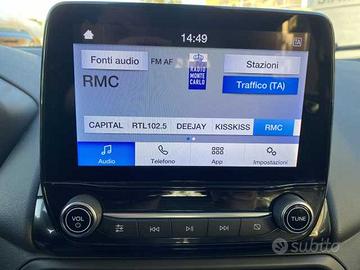 14:49
Fonti audio
FM AF
RADIO
MONTE
CARLO
Stazioni
RMC
Traffico (TA)
CAPITAL RTL102.5 DEEJAY KISSKISS RMC
Audio Telefono App Impostazioni
VOL
TUNE
subito